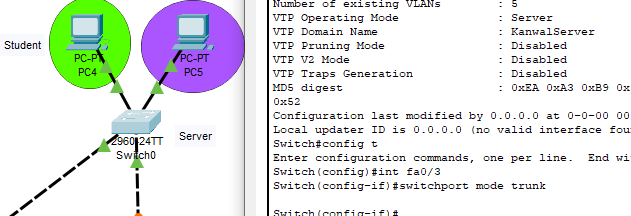 Student
PC-PT
PC4
PC-PT
PC5
2960-24TT
Switch0
Server
Number of existing VLANs : 5
VTP Operating Mode : Server
VTP Domain Name : KanwalServer
VTP Pruning Mode : Disabled
VTP V2 Mode : Disabled
VTP Traps Generation : Disabled
MD5 digest : 0xEA 0xA3 0xB9 0x
0x52
Configuration last modified by 0.0.0.0 at 0-0-00 00
Local updater ID is 0.0.0.0 (no valid interface fou
Switch#config t
Enter configuration commands, one per line. End wi
Switch(config)#int fa0/3
Switch(config-if)#switchport mode trunk
Switch(config-if)#